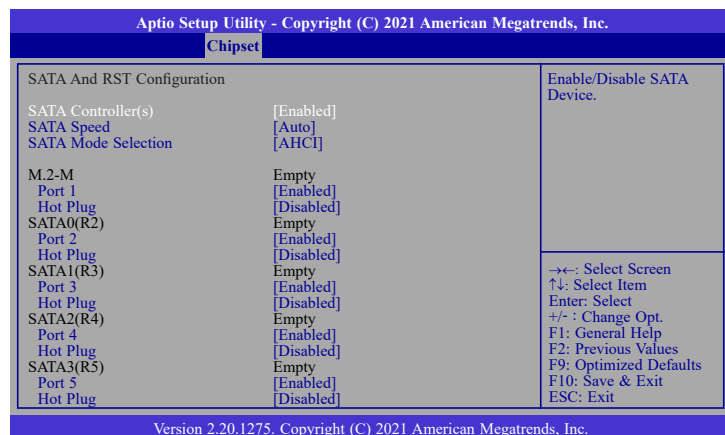 Aptio Setup Utility - Copyright (C) 2021 American Megatrends, Inc.
Chipset
SATA And RST Configuration
SATA Controller(s) [Enabled]
SATA Speed [Auto]
SATA Mode Selection [AHCI]
M.2-M Empty
Port 1 [Enabled]
Hot Plug [Disabled]
SATA0(R2) Empty
Port 2 [Enabled]
Hot Plug [Disabled]
SATA1(R3) Empty
Port 3 [Enabled]
Hot Plug [Disabled]
SATA2(R4) Empty
Port 4 [Enabled]
Hot Plug [Disabled]
SATA3(R5) Empty
Port 5 [Enabled]
Hot Plug [Disabled]
Enable/Disable SATA
Device.
→←: Select Screen
↑↓: Select Item
Enter: Select
+/- : Change Opt.
F1: General Help
F2: Previous Values
F9: Optimized Defaults
F10: Save & Exit
ESC: Exit
Version 2.20.1275. Copyright (C) 2021 American Megatrends, Inc.